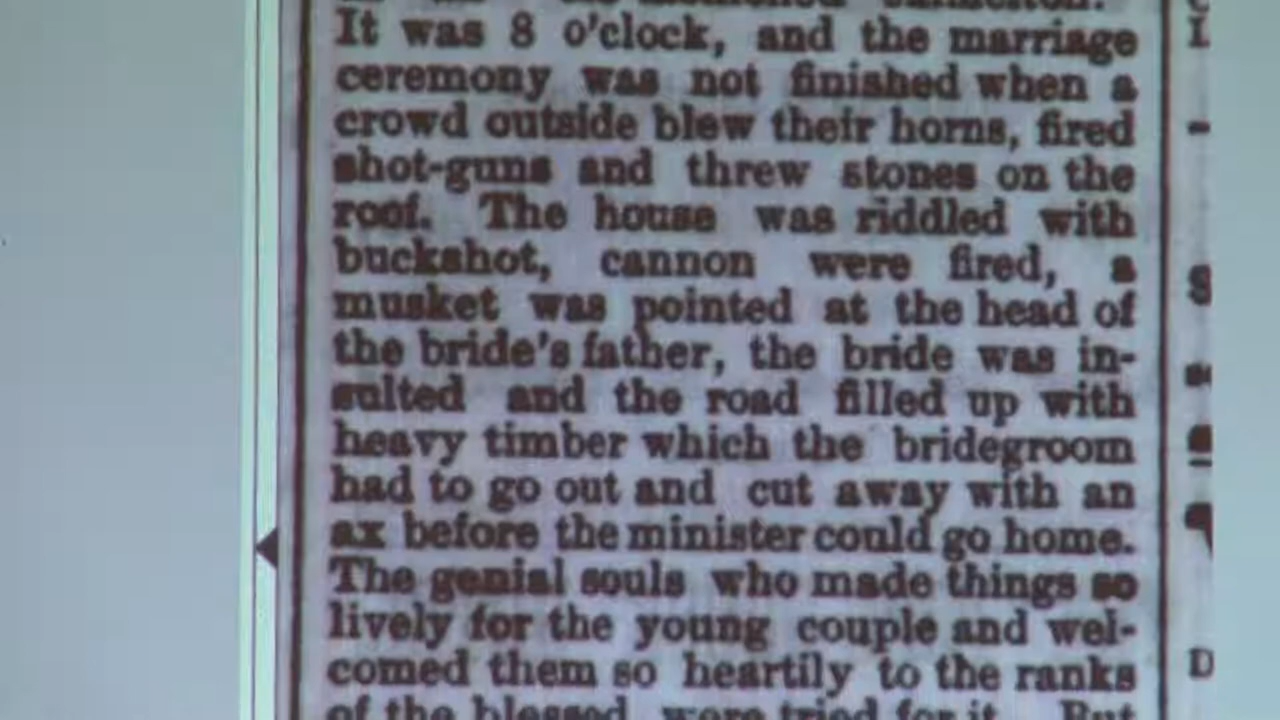 It was 8 o'clock, and the marriage
ceremony was not finished when a
crowd outside blew their horns, fired
shot-guns and threw stones on the
roof. The house was riddled with
buckshot, cannon were fired, a
musket was pointed at the head of
the bride's father, the bride was in-
sulted and the road filled up with
heavy timber which the bridegroom
had to go out and cut away with an
ax before the minister could go home.
The genial souls who made things so
lively for the young couple and wel-
comed them so heartily to the ranks
of the blessed were tried for it. But